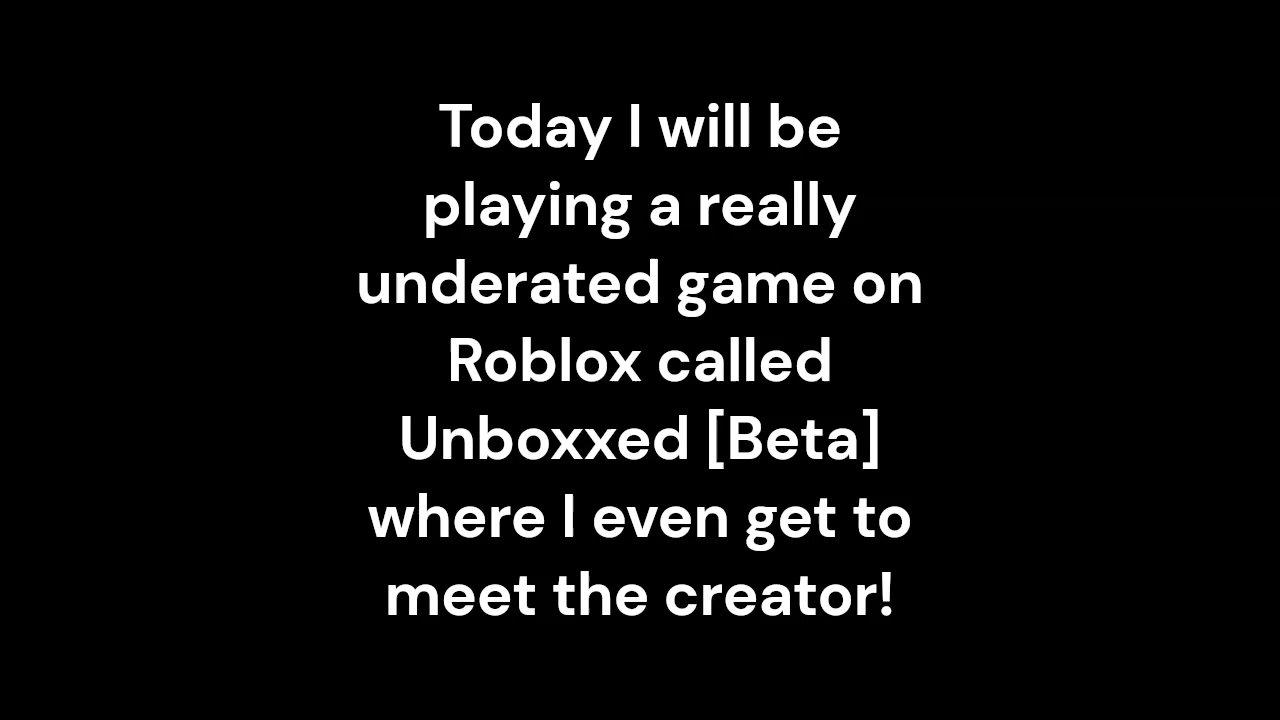 Today I will be
playing a really
underated game on
Roblox called
Unboxxed [Beta]
where I even get to
meet the creator!